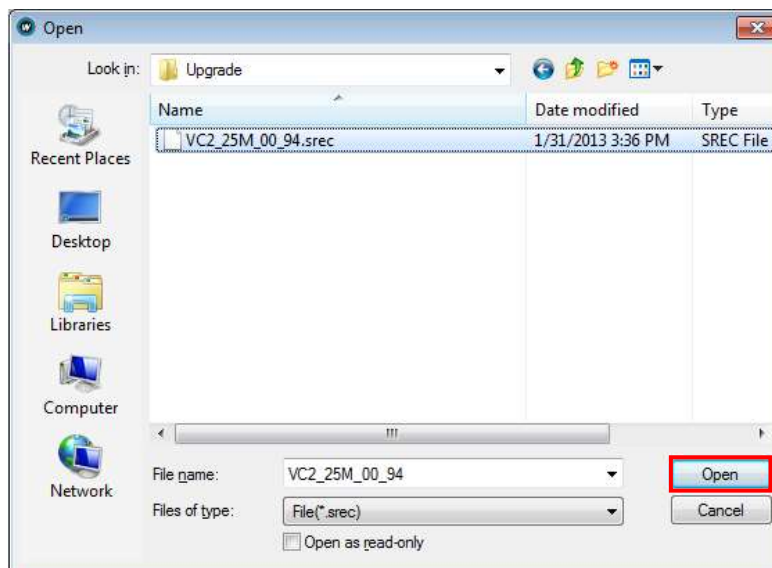 Open
Look in: Upgrade
Name Date modified Type
VC2_25M_00_94.srec 1/31/2013 3:36 PM SREC File
Recent Places
Desktop
Libraries
Computer
Network
File name: VC2_25M_00_94 Open
Files of type: File(*.srec) Cancel
Open as read-only